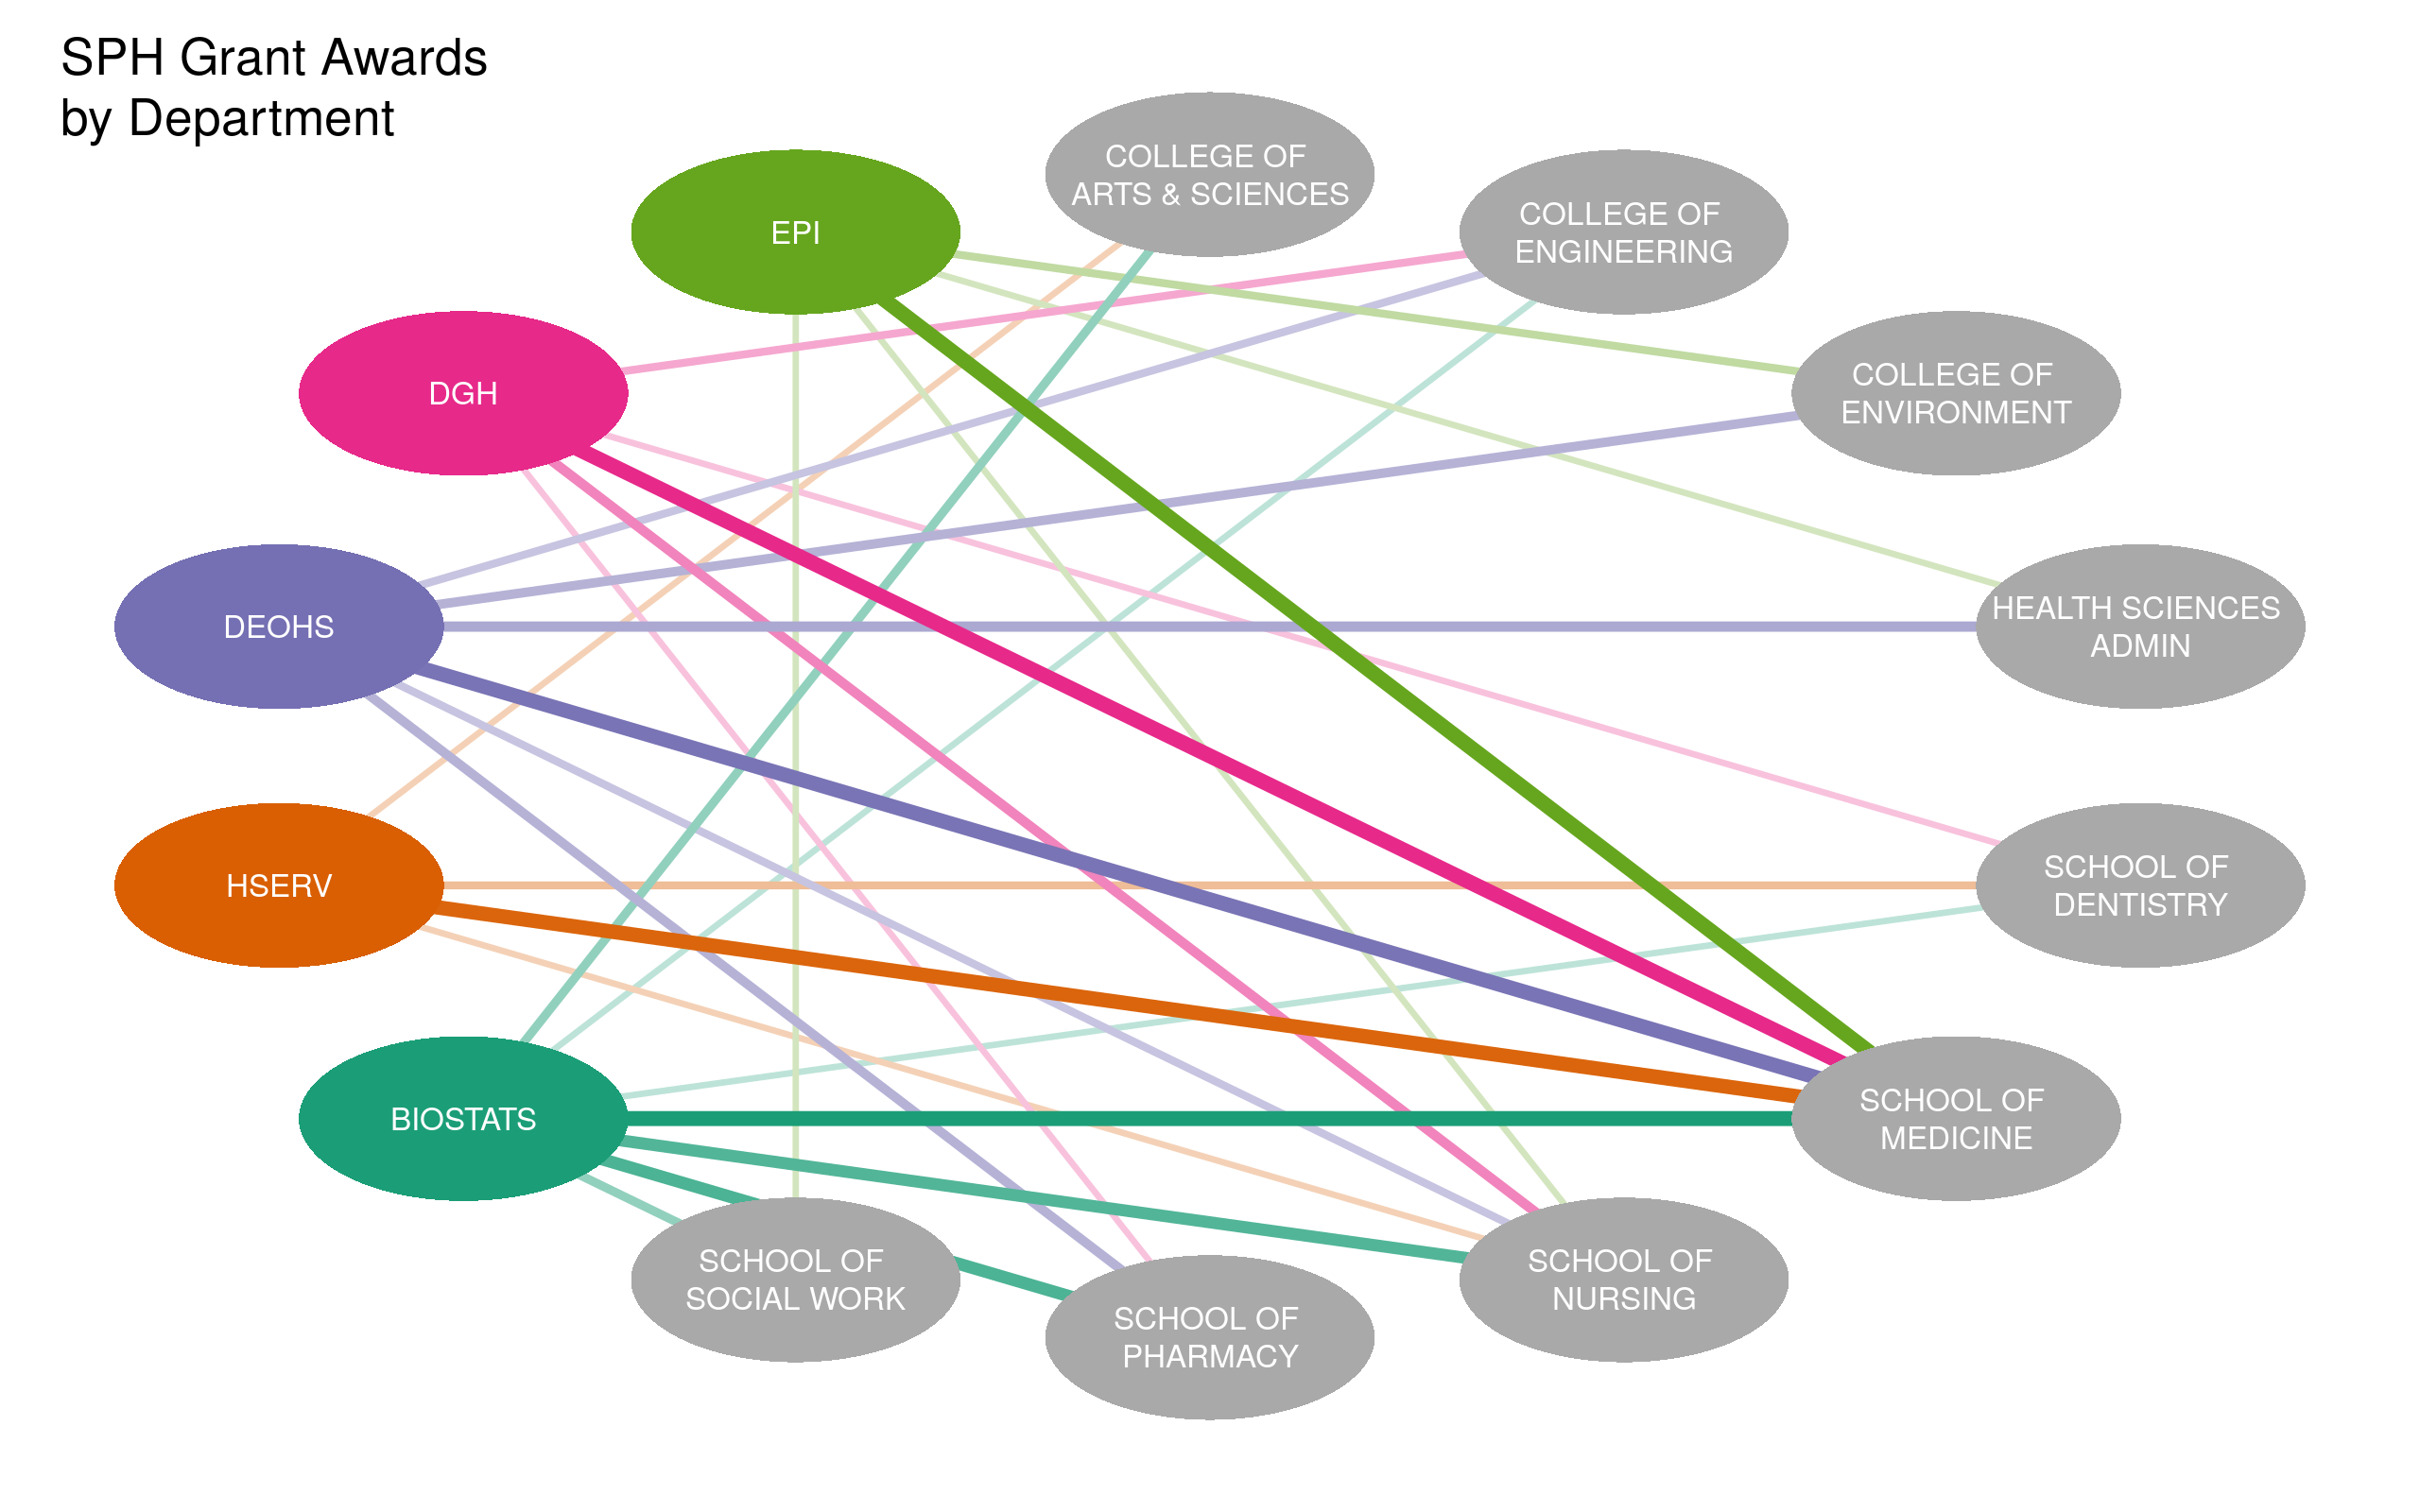 SPH Grant Awards
by Department
COLLEGE OF
ARTS & SCIENCES
EPI
COLLEGE OF
ENGINEERING
DGH
COLLEGE OF
ENVIRONMENT
DEOHS
HEALTH SCIENCES
ADMIN
HSERV
SCHOOL OF
DENTISTRY
BIOSTATS
SCHOOL OF
MEDICINE
SCHOOL OF
SOCIAL WORK
SCHOOL OF
PHARMACY
SCHOOL OF
NURSING